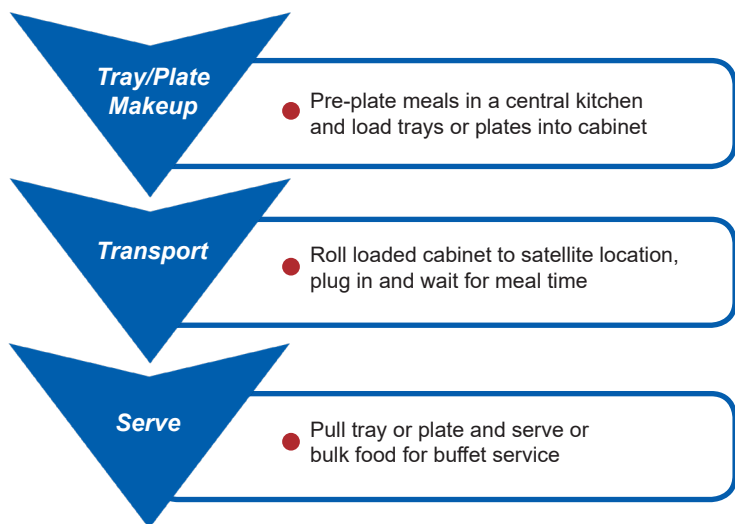 Tray/Plate
Makeup
Pre-plate meals in a central kitchen
and load trays or plates into cabinet
Transport
Roll loaded cabinet to satellite location,
plug in and wait for meal time
Serve
Pull tray or plate and serve or
bulk food for buffet service